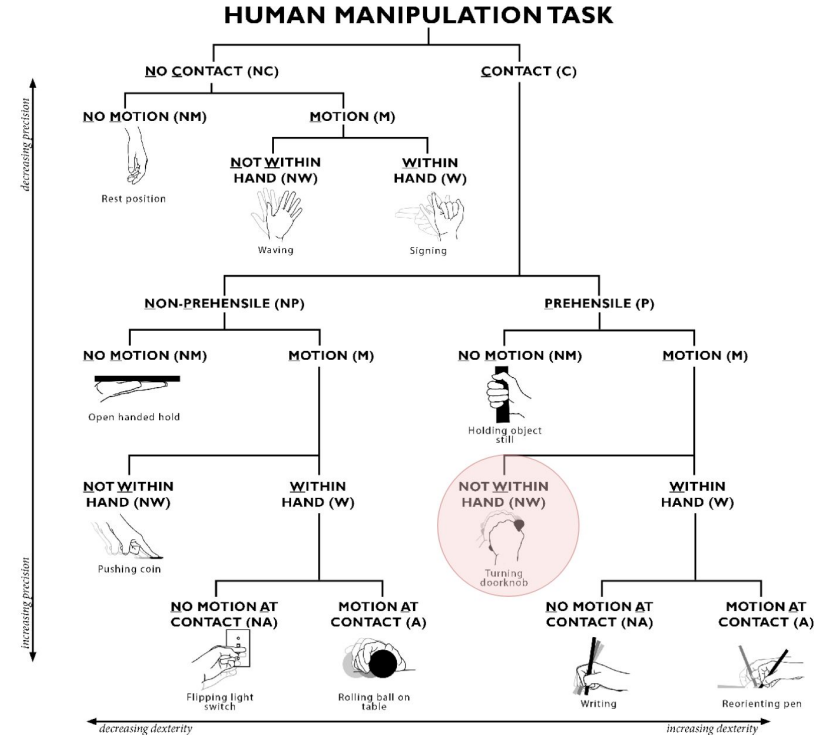 HUMAN MANIPULATION TASK
NO CONTACT (NC)
CONTACT (C)
decreasing precision
NO MOTION (NM)
MOTION (M)
Rest position
NOT WITHIN
HAND (NW)
WITHIN
HAND (W)
Waving
Signing
NON-PREHENSILE (NP)
PREHENSILE (P)
NO MOTION (NM)
MOTION (M)
NO MOTION (NM)
MOTION (M)
Open handed hold
Holding object
still
NOT WITHIN
HAND (NW)
WITHIN
HAND (W)
NOT WITHIN
HAND (NW)
WITHIN
HAND (W)
Pushing coin
Turning
doorknob
increasing precision
NO MOTION AT
CONTACT (NA)
MOTION AT
CONTACT (A)
NO MOTION AT
CONTACT (NA)
MOTION AT
CONTACT (A)
Flipping light
switch
Rolling ball on
table
Writing
Reorienting pen
decreasing dexterity
increasing dexterity